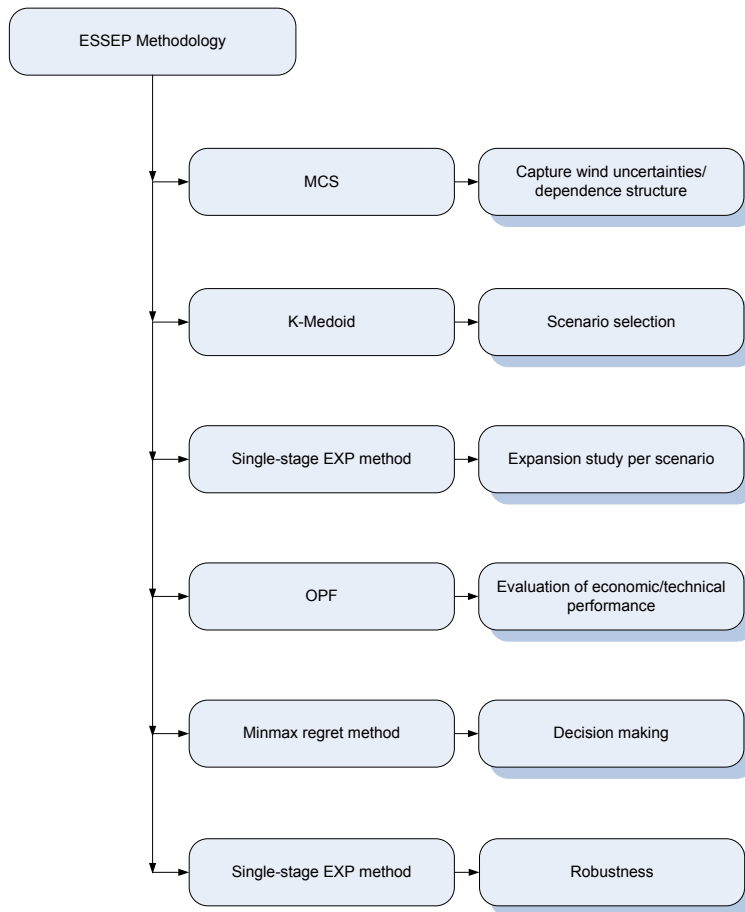 ESSEP Methodology
MCS
Capture wind uncertainties/
dependence structure
K-Medoid
Scenario selection
Single-stage EXP method
Expansion study per scenario
OPF
Evaluation of economic/technical
performance
Minmax regret method
Decision making
Single-stage EXP method
Robustness